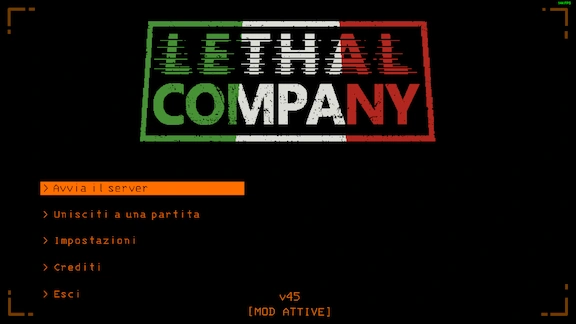 LETHAL
COMPANY
> Avvia il server
> Unisciti a una partita
> Impostazioni
> Crediti
> Esci
v45
[MOD ATTIVE]